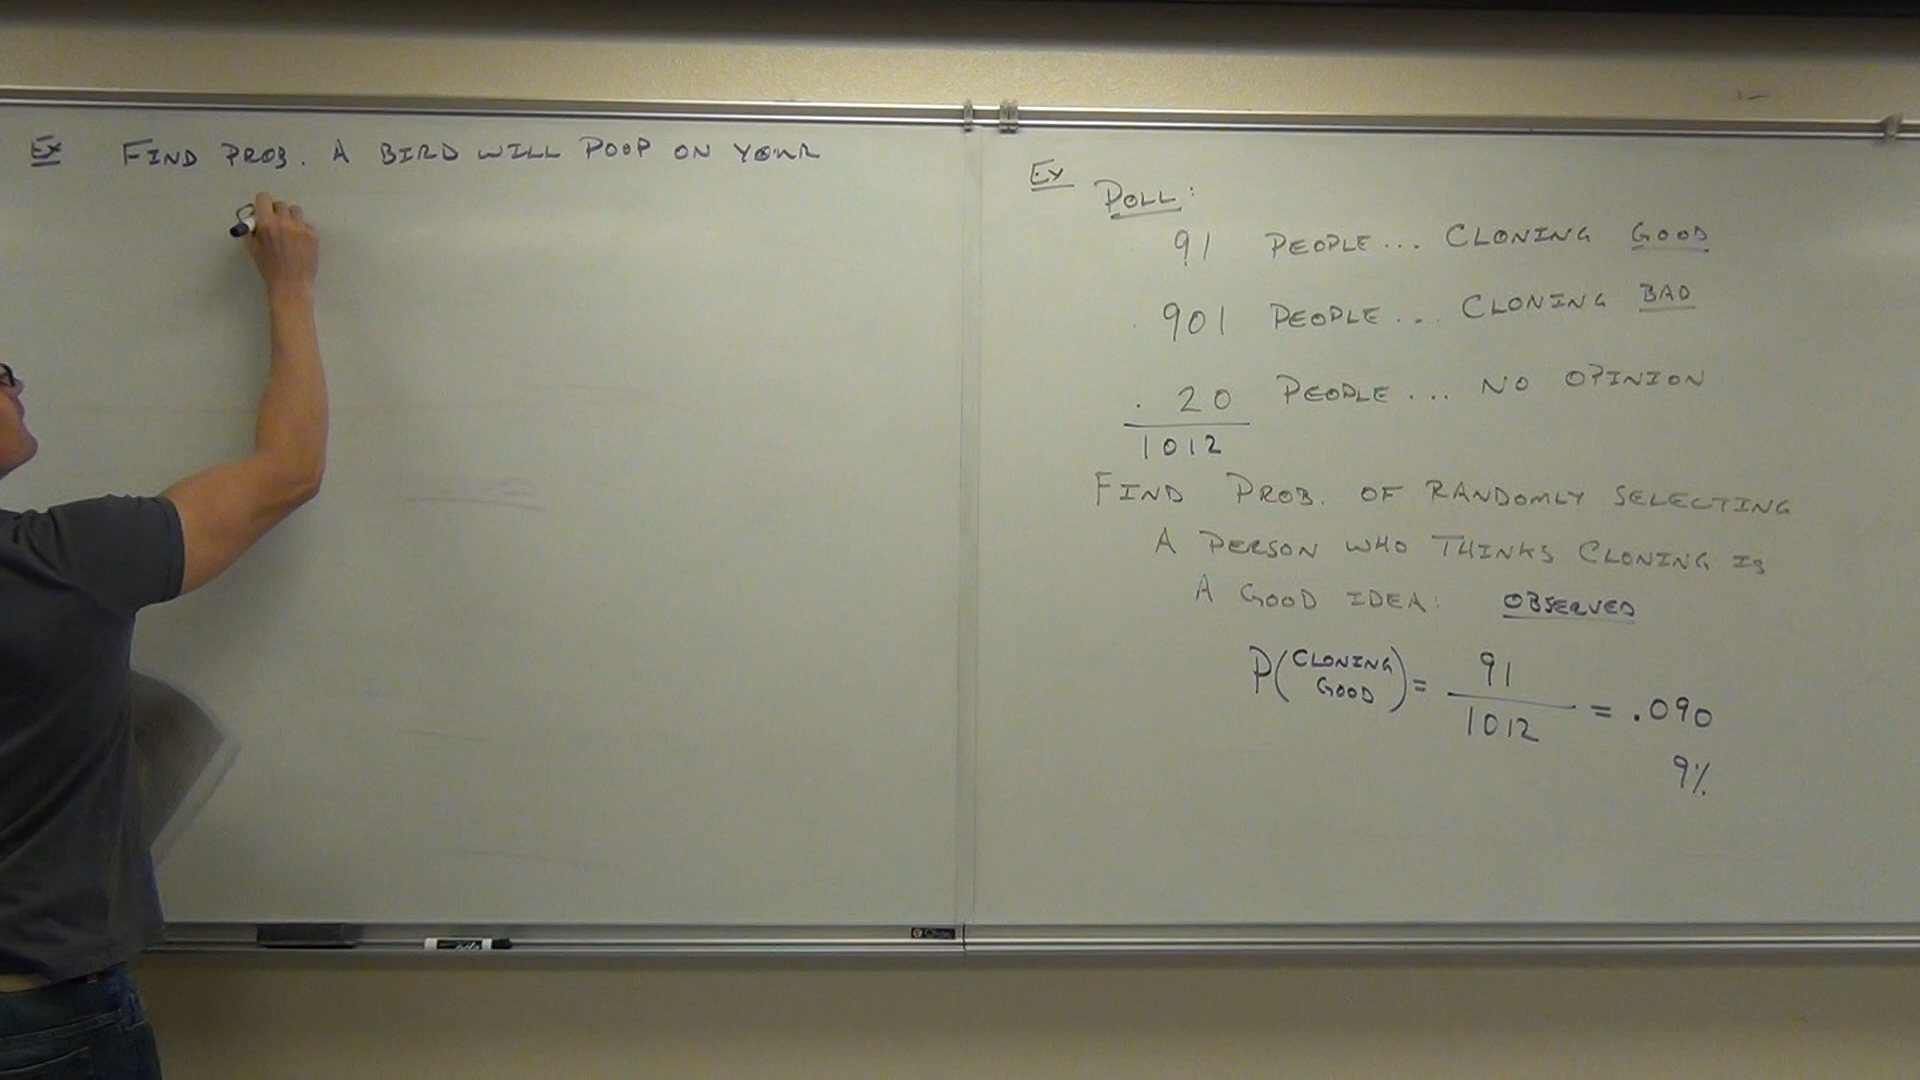 Ex FIND PROB. A BIRD WILL POOP ON YOUR
Ex
POLL:
91 PEOPLE... CLONING GOOD
901 PEOPLE... CLONING BAD
20 PEOPLE... NO OPINION
1012
FIND PROB. OF RANDOMLY SELECTING
A PERSON WHO THINKS CLONING IS
A GOOD IDEA: OBSERVED
P(CLONING GOOD) = 91/1012 = .090
9%